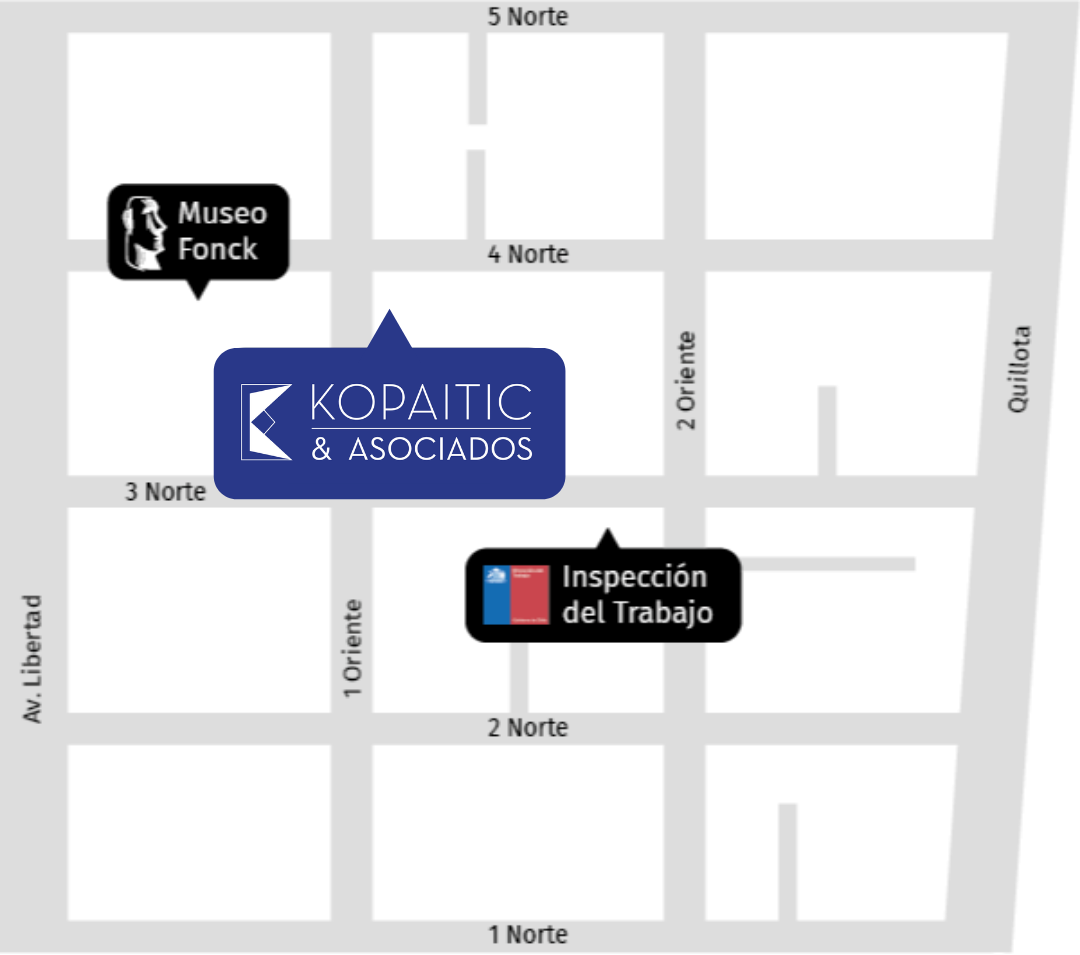 5 Norte
Museo
Fonck
4 Norte
2 Oriente
Quillota
KOPAITIC
& ASOCIADOS
3 Norte
Inspección
del Trabajo
Av. Libertad
1 Oriente
2 Norte
1 Norte